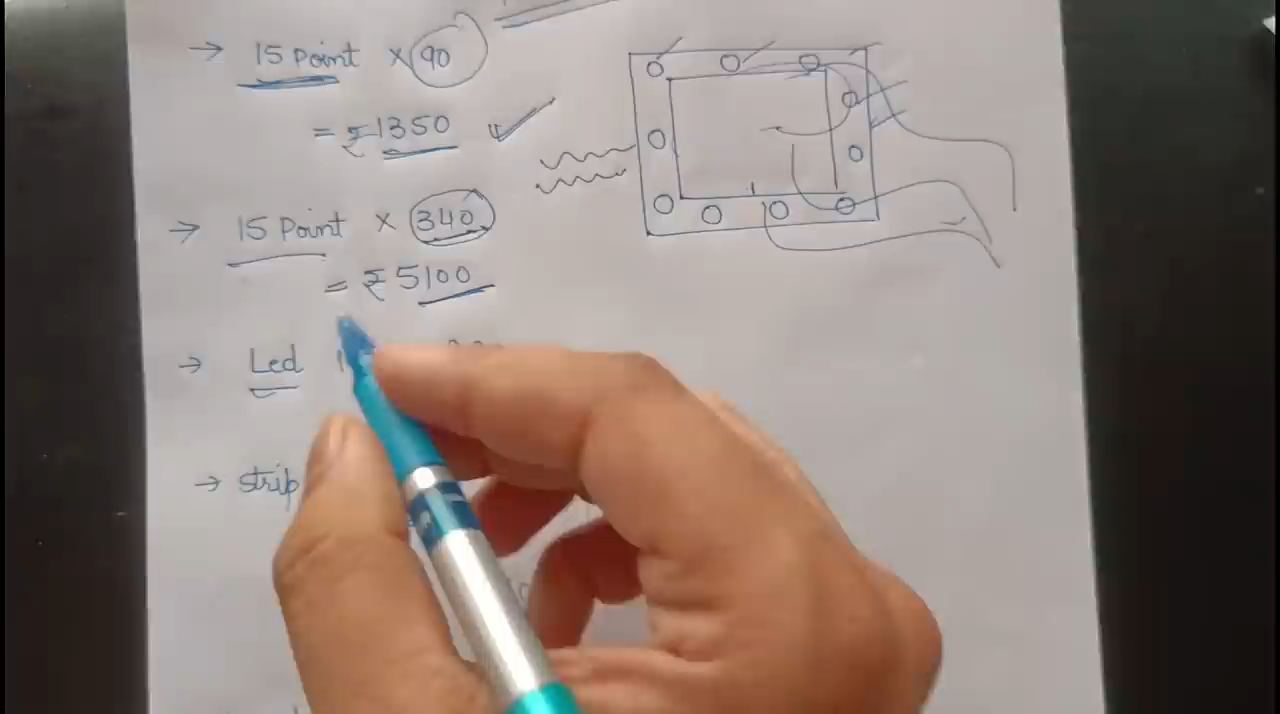 → 15 Point × 90
= ₹1350
→ 15 Point × 340
= ₹5100
→ Led
→ strip